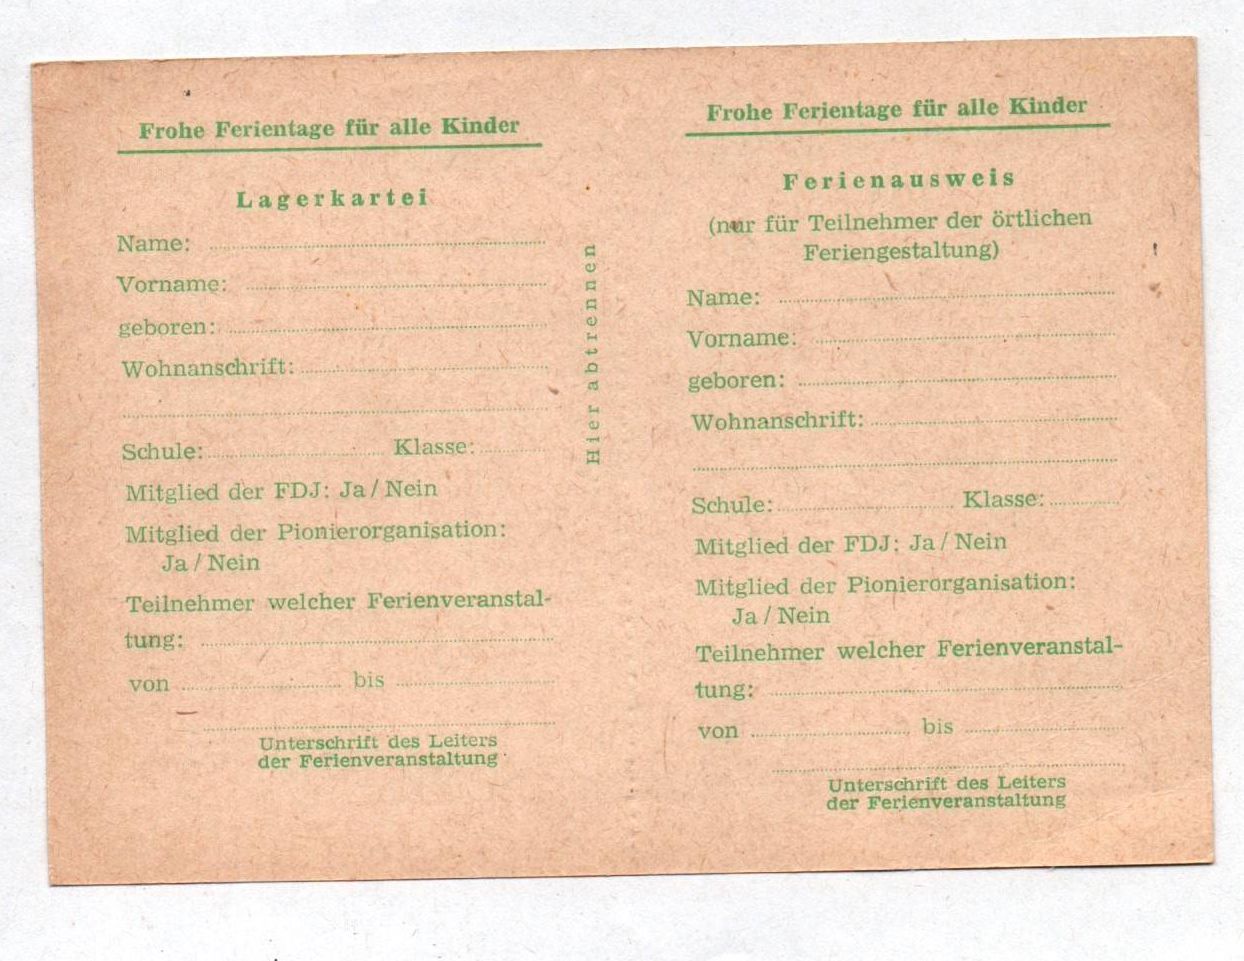 Frohe Ferientage für alle Kinder
Lagerkartei
Name:
Vorname:
geboren:
Wohnanschrift:
Schule: Klasse:
Mitglied der FDJ: Ja / Nein
Mitglied der Pionierorganisation:
Ja / Nein
Teilnehmer welcher Ferienveranstal-
tung:
von bis
Unterschrift des Leiters
der Ferienveranstaltung
Hier abtrennen
Frohe Ferientage für alle Kinder
Ferienausweis
(nur für Teilnehmer der örtlichen
Feriengestaltung)
Name:
Vorname:
geboren:
Wohnanschrift:
Schule: Klasse:
Mitglied der FDJ: Ja / Nein
Mitglied der Pionierorganisation:
Ja / Nein
Teilnehmer welcher Ferienveranstal-
tung:
von bis
Unterschrift des Leiters
der Ferienveranstaltung